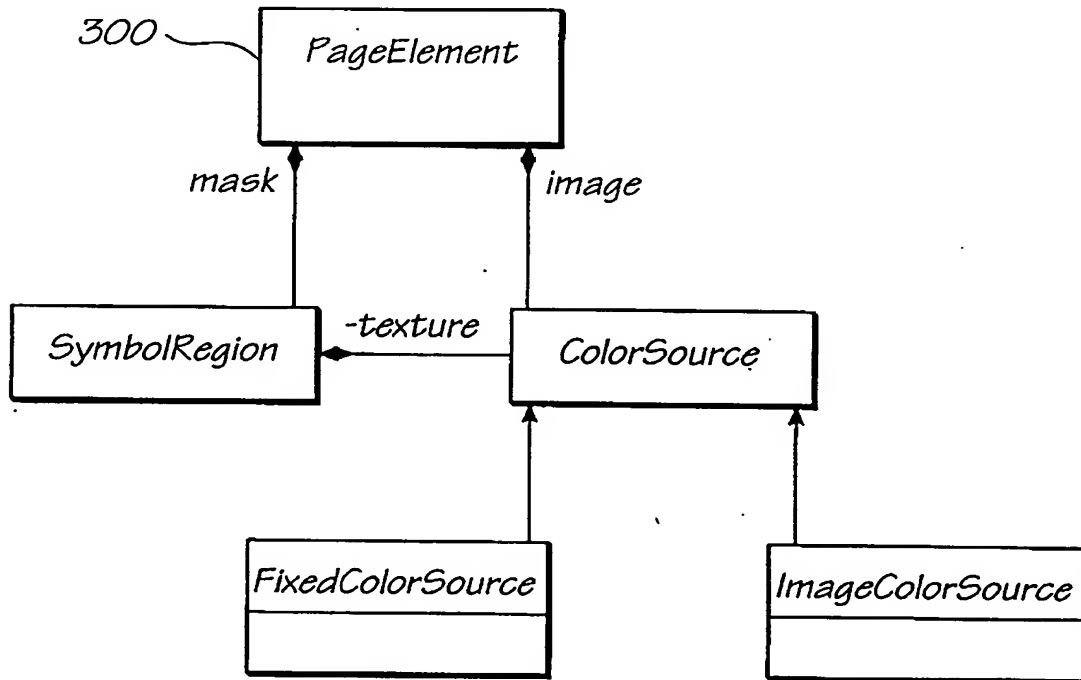 300
PageElement
mask
image
SymbolRegion
-texture
ColorSource
FixedColorSource
ImageColorSource